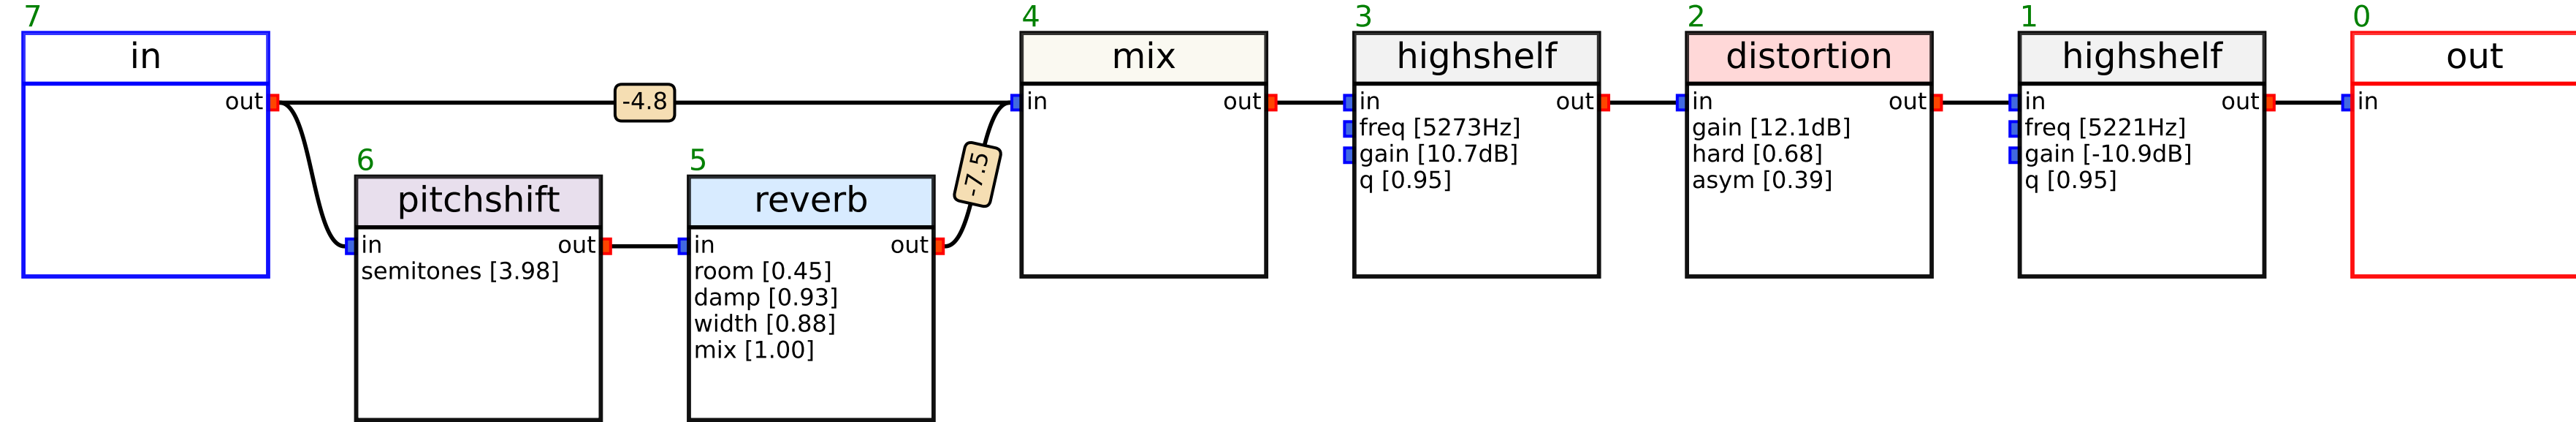 7
in
out
-4.8
6
pitchshift
in
out
semitones [3.98]
5
reverb
in
out
room [0.45]
damp [0.93]
width [0.88]
mix [1.00]
-7.5
4
mix
in
out
3
highshelf
in
out
freq [5273Hz]
gain [10.7dB]
q [0.95]
2
distortion
in
out
gain [12.1dB]
hard [0.68]
asym [0.39]
1
highshelf
in
out
freq [5221Hz]
gain [-10.9dB]
q [0.95]
0
out
in